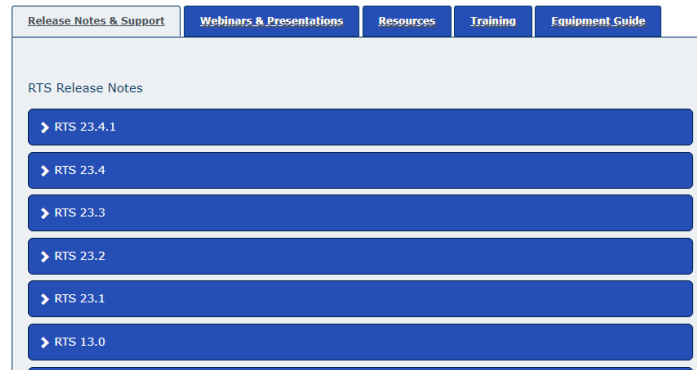 Release Notes & Support
Webinars & Presentations
Resources
Training
Equipment Guide
RTS Release Notes
RTS 23.4.1
RTS 23.4
RTS 23.3
RTS 23.2
RTS 23.1
RTS 13.0